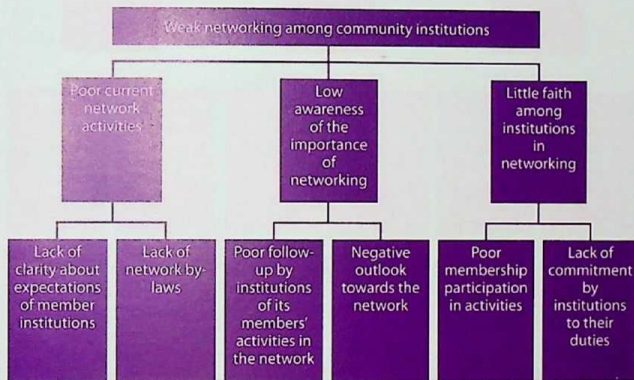 Weak networking among community institutions
Poor current
network
activities
Low
awareness
of the
importance
of
networking
Little faith
among
institutions
in
networking
Lack of
clarity about
expectations
of member
institutions
Lack of
network by-
laws
Poor follow-
up by
institutions
of its
members'
activities in
the network
Negative
outlook
towards the
network
Poor
membership
participation
in activities
Lack of
commitment
by
institutions
to their
duties